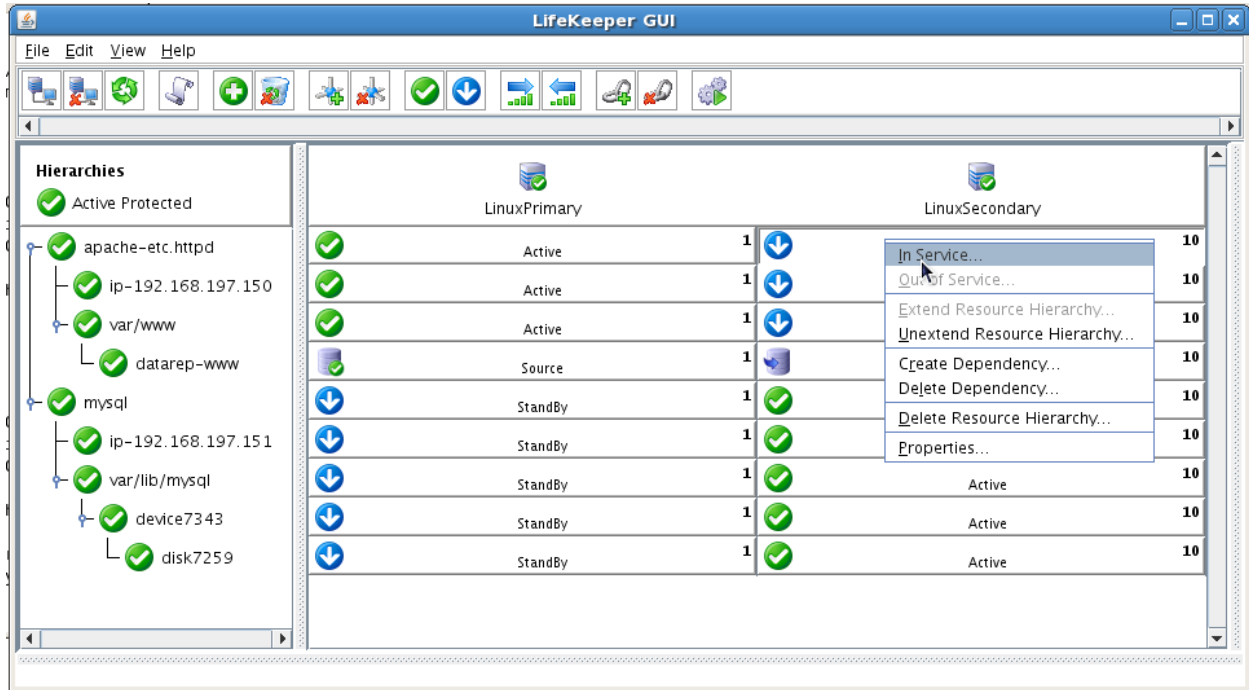 LifeKeeper GUI
File Edit View Help
Hierarchies
Active Protected
LinuxPrimary
LinuxSecondary
apache-etc.httpd
Active 1
10
ip-192.168.197.150
Active 1
10
var/www
Active 1
10
datarep-www
Source 1
10
mysql
StandBy 1
10
ip-192.168.197.151
StandBy 1
10
var/lib/mysql
StandBy 1
Active 10
device7343
StandBy 1
Active 10
disk7259
StandBy 1
Active 10
In Service...
Out of Service...
Extend Resource Hierarchy...
Unextend Resource Hierarchy...
Create Dependency...
Delete Dependency...
Delete Resource Hierarchy...
Properties...